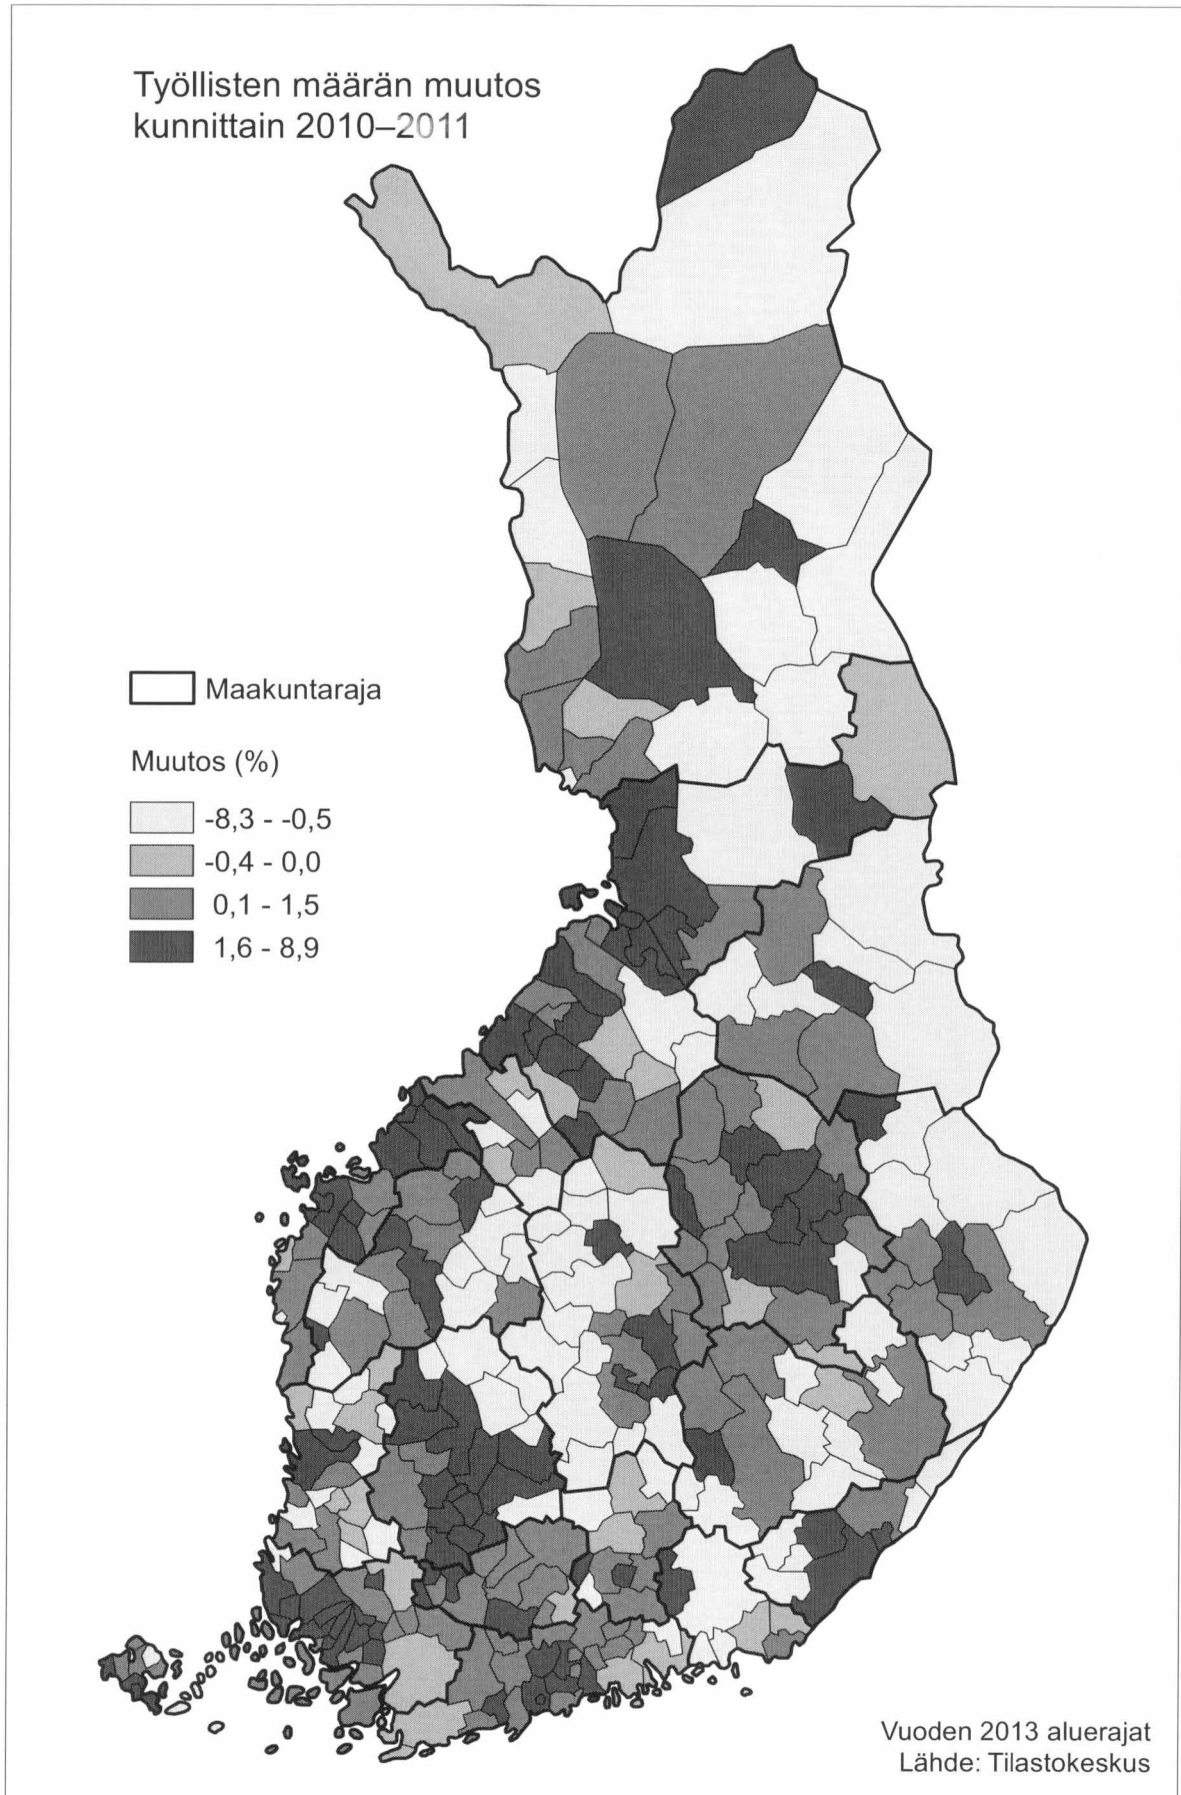 Työllisten määrän muutos
kunnittain 2010–2011
Maakuntaraja
Muutos (%)
-8,3 - -0,5
-0,4 - 0,0
0,1 - 1,5
1,6 - 8,9
Vuoden 2013 aluerajat
Lähde: Tilastokeskus